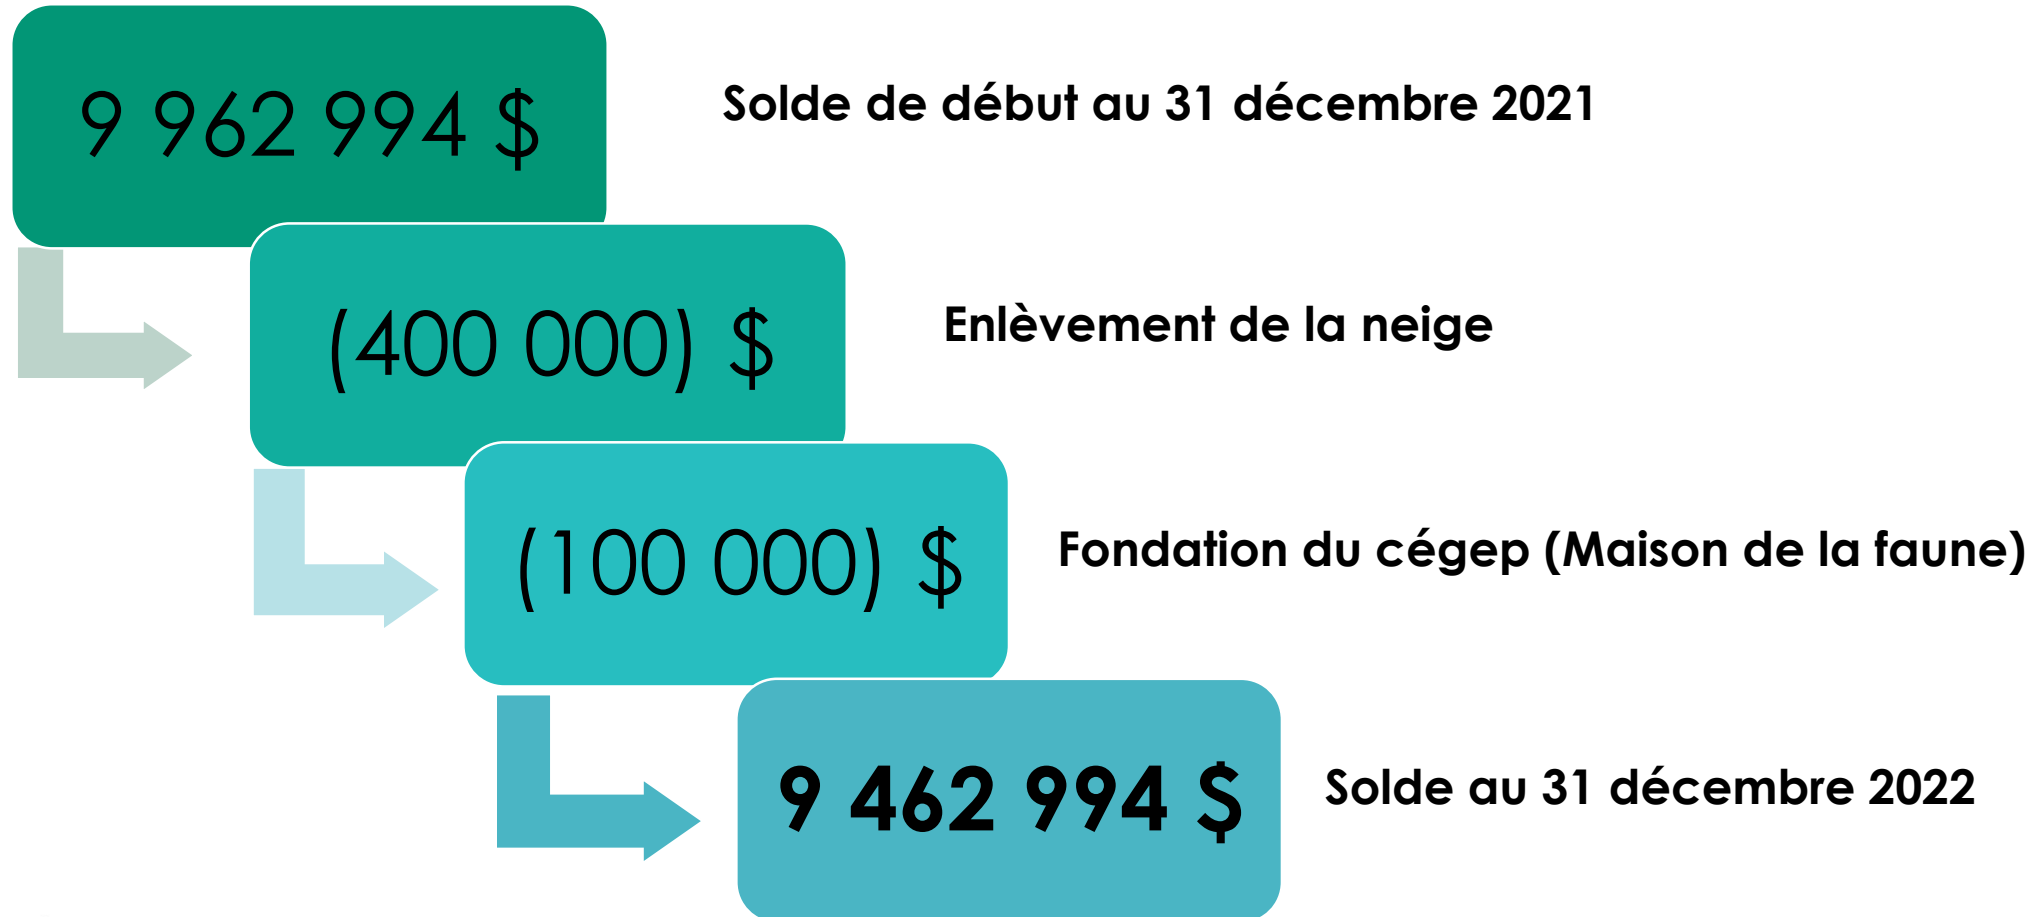 9 962 994 $
Solde de début au 31 décembre 2021
(400 000) $
Enlèvement de la neige
(100 000) $
Fondation du cégep (Maison de la faune)
9 462 994 $
Solde au 31 décembre 2022